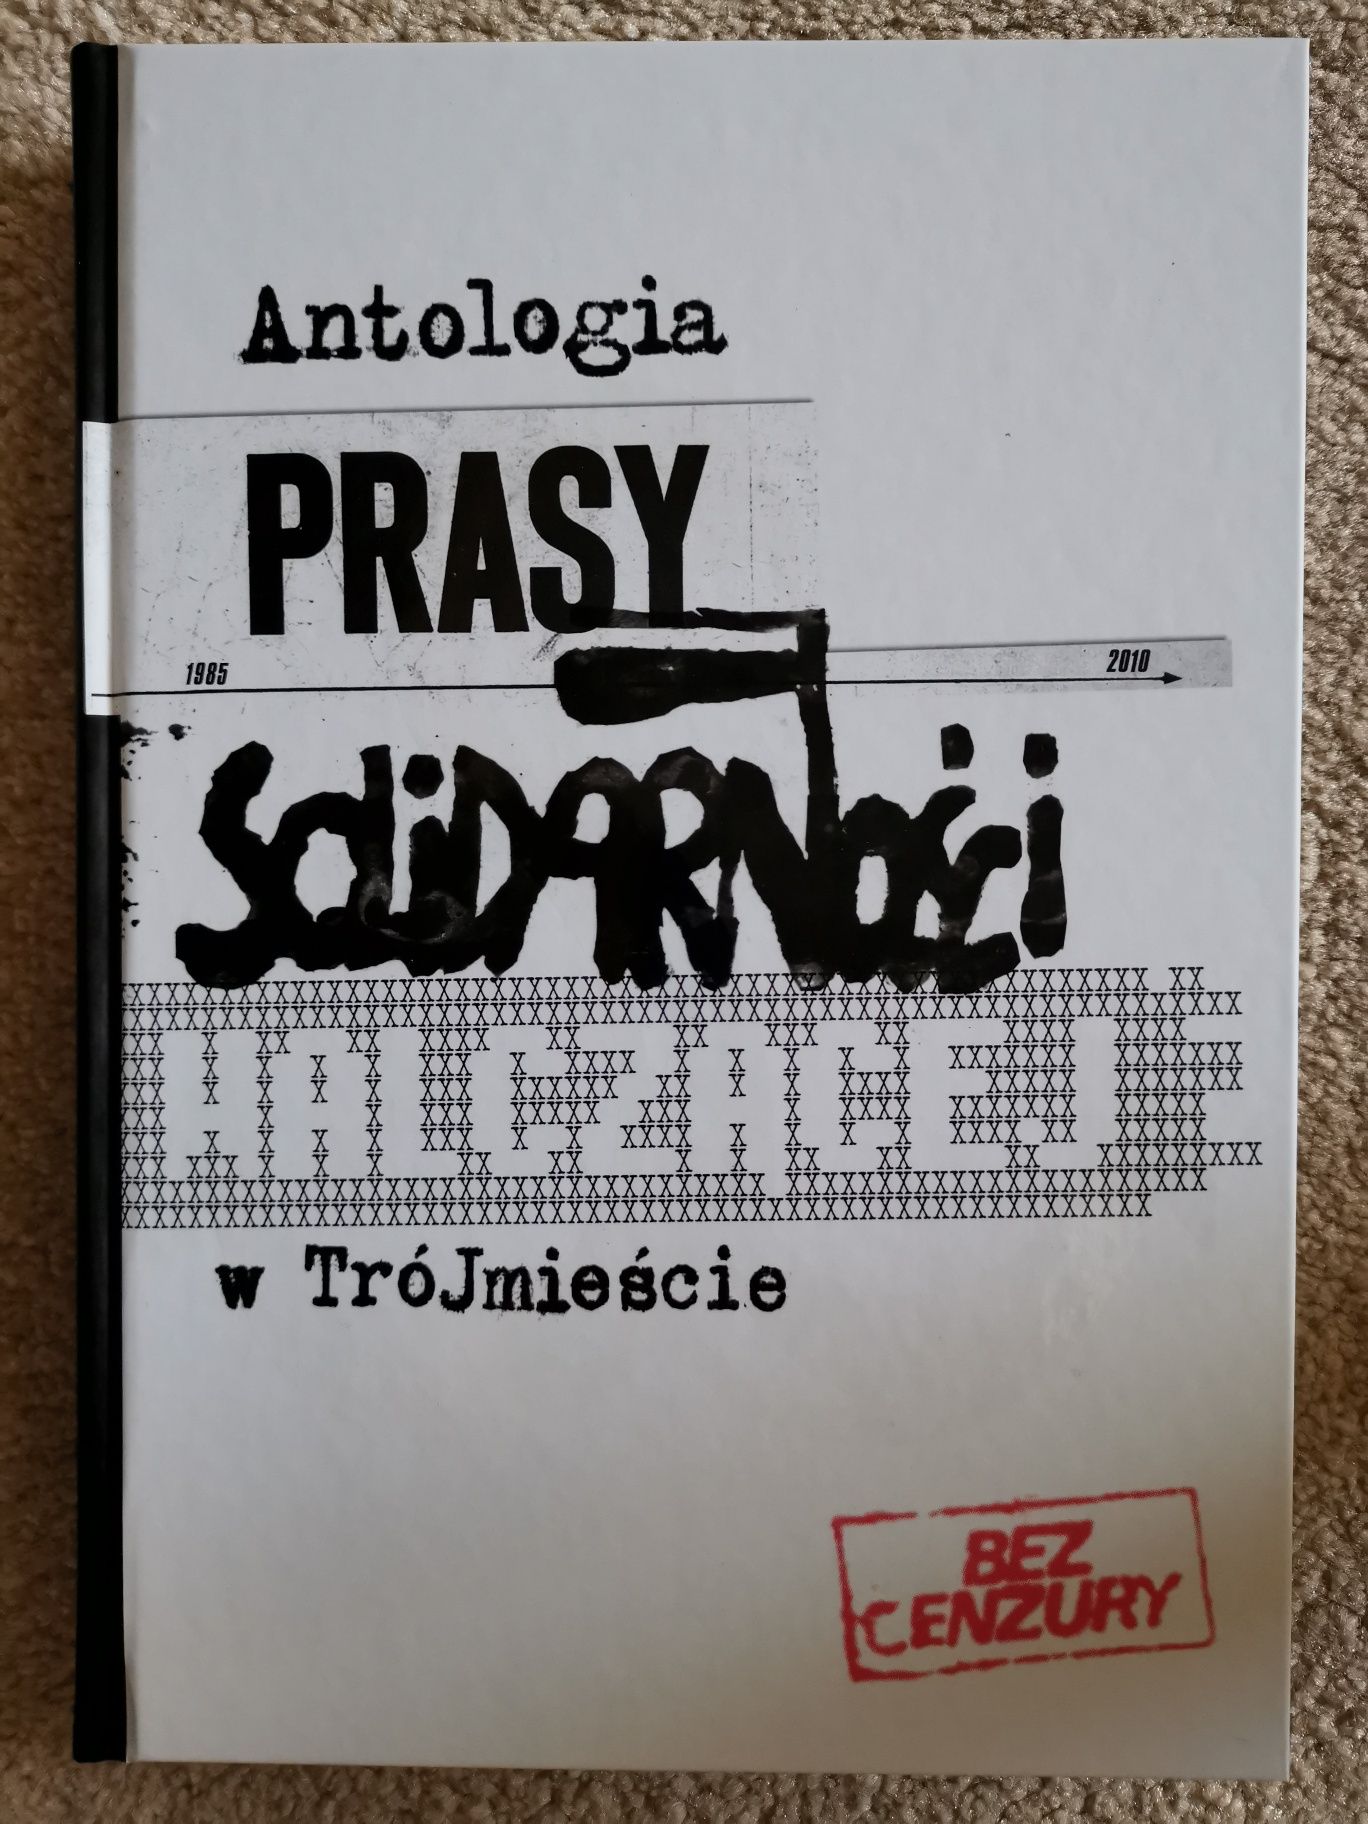 Antologia
PRASY
1985 2010
SOLIDARNOŚCI
WALCZĄCEJ
w TróJmieście
BEZ
CENZURY